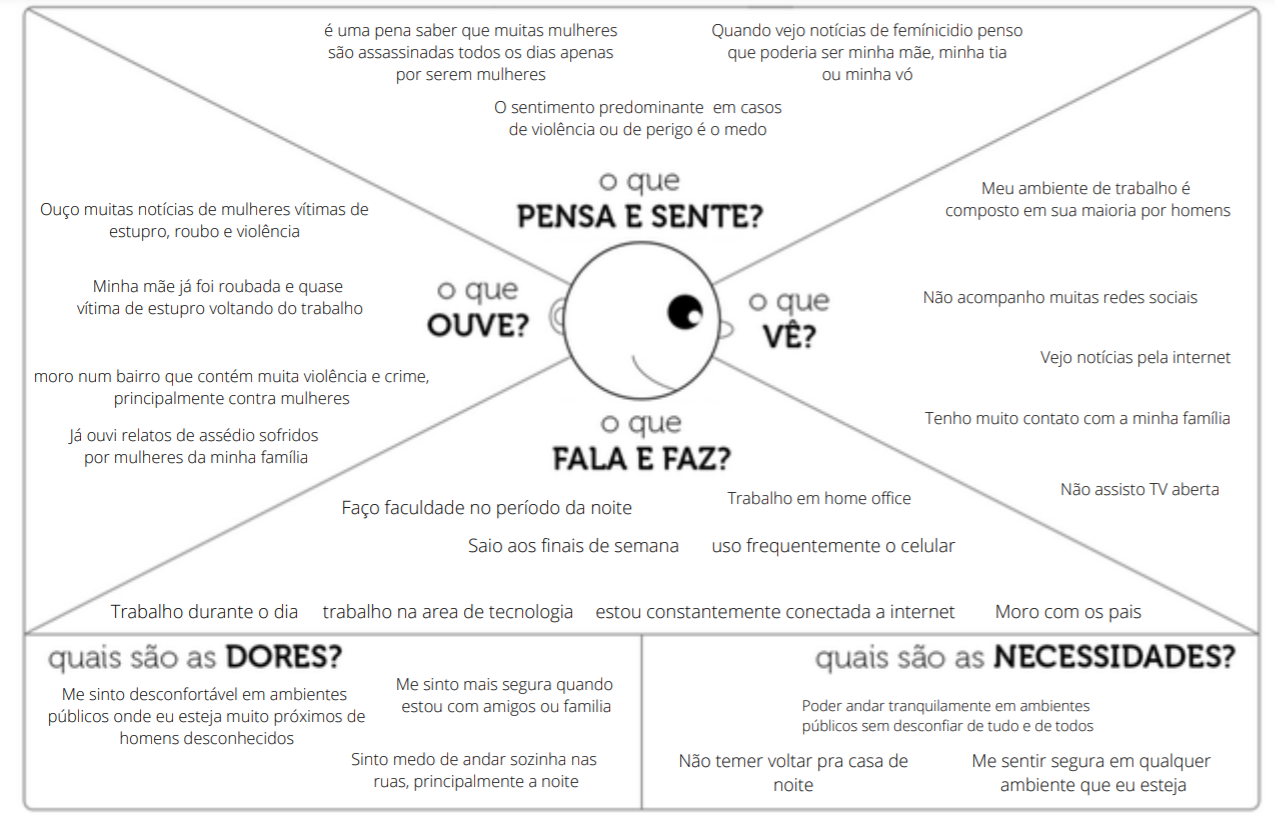 é uma pena saber que muitas mulheres
são assassinadas todos os dias apenas
por serem mulheres
Quando vejo notícias de femínicidio penso
que poderia ser minha mãe, minha tia
ou minha vó
O sentimento predominante  em casos
de violência ou de perigo é o medo
o que
PENSA E SENTE?
Ouço muitas notícias de mulheres vítimas de
estupro, roubo e violência
Minha mãe já foi roubada e quase
vítima de estupro voltando do trabalho
moro num bairro que contém muita violência e crime,
principalmente contra mulheres
Já ouvi relatos de assédio sofridos
por mulheres da minha família
o que
OUVE?
o que
VÊ?
Meu ambiente de trabalho é
composto em sua maioria por homens
Não acompanho muitas redes sociais
Vejo notícias pela internet
Tenho muito contato com a minha família
Não assisto TV aberta
o que
FALA E FAZ?
Faço faculdade no período da noite
Trabalho em home office
Saio aos finais de semana
uso frequentemente o celular
Trabalho durante o dia
trabalho na area de tecnologia
estou constantemente conectada a internet
Moro com os pais
quais são as DORES?
Me sinto desconfortável em ambientes
públicos onde eu esteja muito próximos de
homens desconhecidos
Me sinto mais segura quando
estou com amigos ou familia
Sinto medo de andar sozinha nas
ruas, principalmente a noite
quais são as NECESSIDADES?
Poder andar tranquilamente em ambientes
públicos sem desconfiar de tudo e de todos
Não temer voltar pra casa de
noite
Me sentir segura em qualquer
ambiente que eu esteja